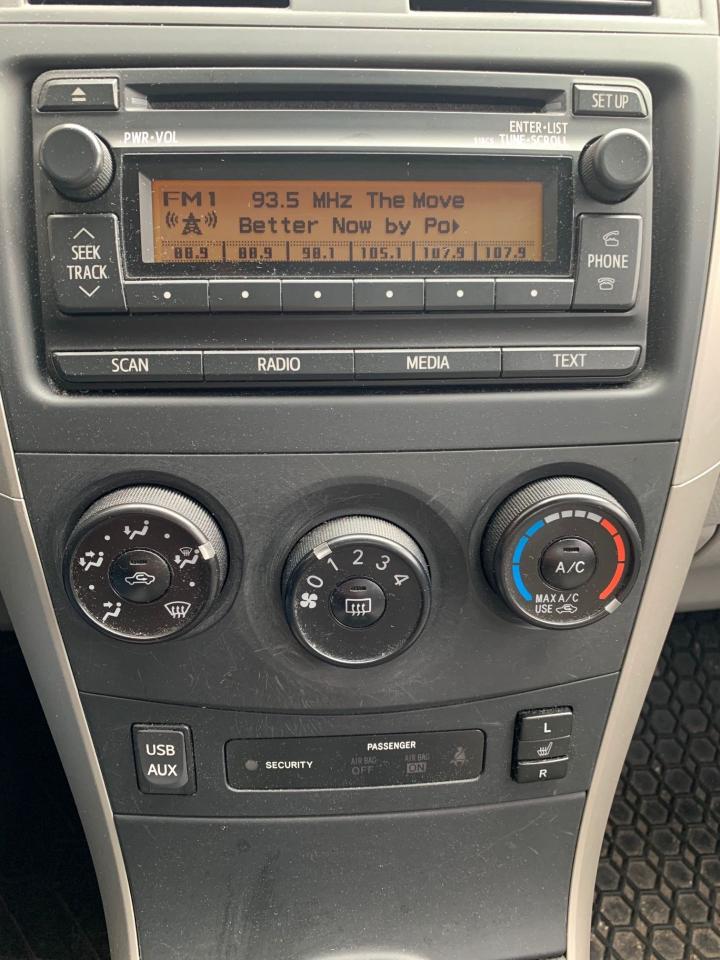 SET UP
PWR•VOL
ENTER•LIST
TUNE•SCROLL
FM1 93.5 MHz The Move
Better Now by Po
88.9 88.9 98.1 105.1 107.9 107.9
SEEK
TRACK
PHONE
SCAN RADIO MEDIA TEXT
0 1 2 3 4
A/C
MAX A/C
USE
USB
AUX
PASSENGER
SECURITY
AIR BAG
OFF
AIR BAG
ON
L
R